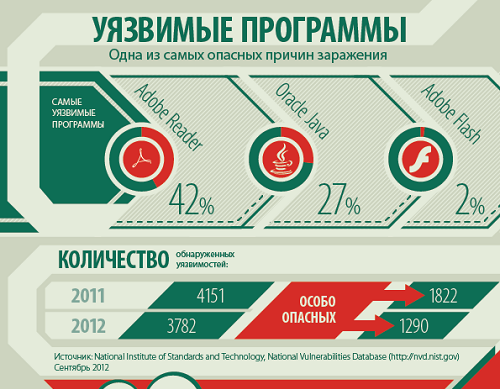 УЯЗВИМЫЕ ПРОГРАММЫ
Одна из самых опасных причин заражения
САМЫЕ
УЯЗВИМЫЕ
ПРОГРАММЫ
Adobe Reader
42%
Oracle Java
27%
Adobe Flash
2%
КОЛИЧЕСТВО обнаруженных
уязвимостей:
2011 4151
ОСОБО
ОПАСНЫХ
1822
2012 3782
1290
Источник: National Institute of Standards and Technology, National Vulnerabilities Database (http://nvd.nist.gov)
Сентябрь 2012